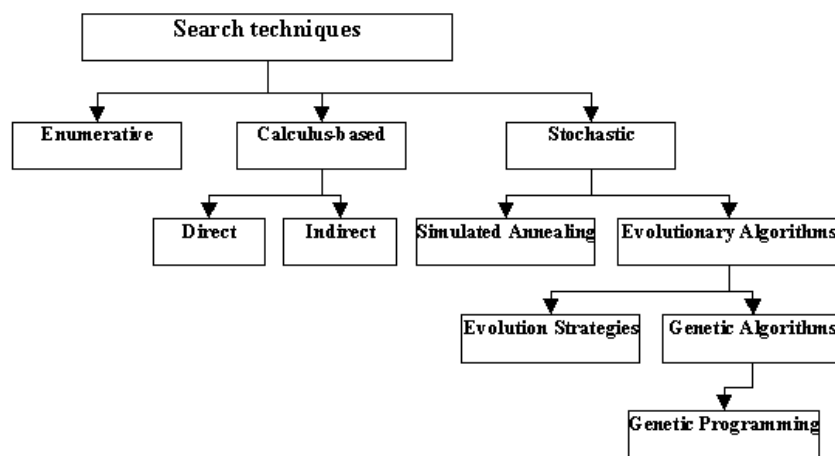 Search techniques
Enumerative
Calculus-based
Stochastic
Direct
Indirect
Simulated Annealing
Evolutionary Algorithms
Evolution Strategies
Genetic Algorithms
Genetic Programming